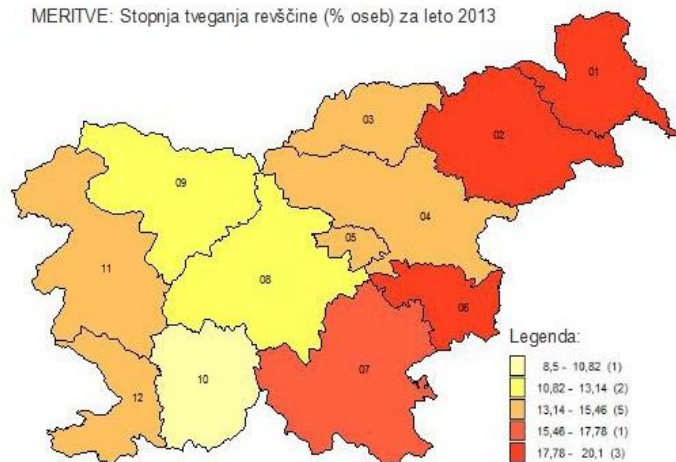 MERITVE: Stopnja tveganja revščine (% oseb) za leto 2013
01
02
03
04
05
06
07
08
09
10
11
12
Legenda:
8,5 - 10,82 (1)
10,82 - 13,14 (2)
13,14 - 15,46 (5)
15,46 - 17,78 (1)
17,78 - 20,1 (3)